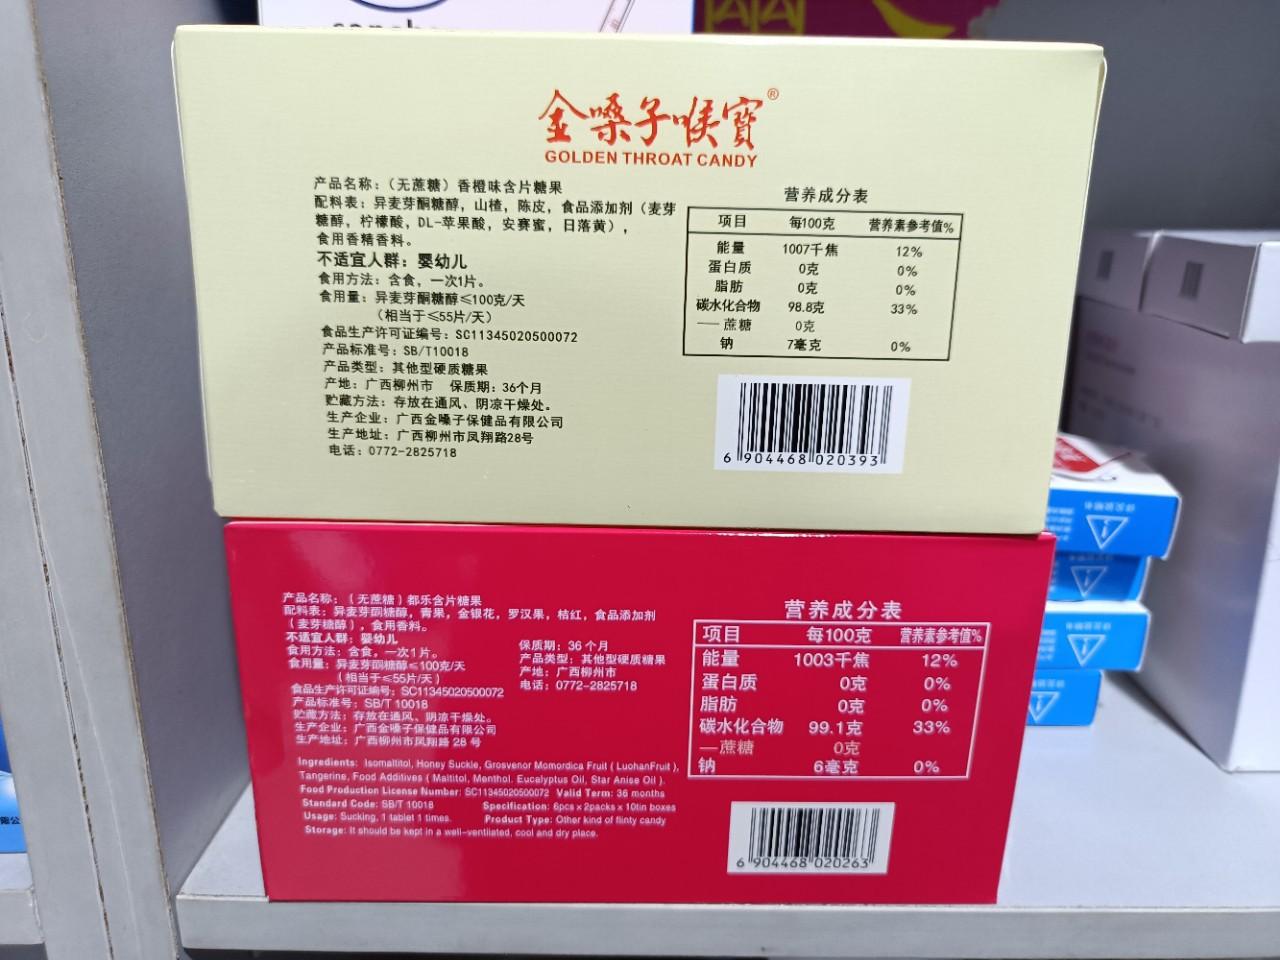 金嗓子喉寶®
GOLDEN THROAT CANDY
产品名称：（无蔗糖）香橙味含片糖果
配料表：异麦芽酮糖醇，山楂，陈皮，食品添加剂（麦芽
糖醇，柠檬酸，DL-苹果酸，安赛蜜，日落黄），
食用香精香料。
不适宜人群：婴幼儿
食用方法：含食，一次1片。
食用量：异麦芽酮糖醇≤100克/天
（相当于≤55片/天）
食品生产许可证编号：SC11345020500072
产品标准号：SB/T10018
产品类型：其他型硬质糖果
产地：广西柳州市 保质期：36个月
贮藏方法：存放在通风、阴凉干燥处。
生产企业：广西金嗓子保健品有限公司
生产地址：广西柳州市凤翔路28号
电话：0772-2825718
营养成分表
项目 每100克 营养素参考值%
能量 1007千焦 12%
蛋白质 0克 0%
脂肪 0克 0%
碳水化合物 98.8克 33%
—蔗糖 0克
钠 7毫克 0%
6 904468 020393
产品名称：（无蔗糖）都乐含片糖果
配料表：异麦芽酮糖醇，青果，金银花，罗汉果，桔红，食品添加剂
（麦芽糖醇），食用香料。
不适宜人群：婴幼儿
食用方法：含食，一次1片。
食用量：异麦芽酮糖醇≤100克/天
（相当于≤55片/天）
食品生产许可证编号：SC11345020500072
产品标准号：SB/T 10018
贮藏方法：存放在通风、阴凉干燥处。
生产企业：广西金嗓子保健品有限公司
生产地址：广西柳州市凤翔路 28 号
保质期：36 个月
产品类型：其他型硬质糖果
产地：广西柳州市
电话：0772-2825718
Ingredients: Isomaltitol, Honey Suckle, Grosvenor Momordica Fruit ( LuohanFruit ),
Tangerine, Food Additives ( Maltitol, Menthol. Eucalyptus Oil, Star Anise Oil ).
Food Production License Number: SC11345020500072 Valid Term: 36 months
Standard Code: SB/T 10018 Specification: 6pcs x 2packs x 10tin boxes
Usage: Sucking, 1 tablet 1 times. Product Type: Other kind of flinty candy
Storage: It should be kept in a well-ventilated, cool and dry place.
营养成分表
项目 每100克 营养素参考值%
能量 1003千焦 12%
蛋白质 0克 0%
脂肪 0克 0%
碳水化合物 99.1克 33%
—蔗糖 0克
钠 6毫克 0%
6 904468 020263